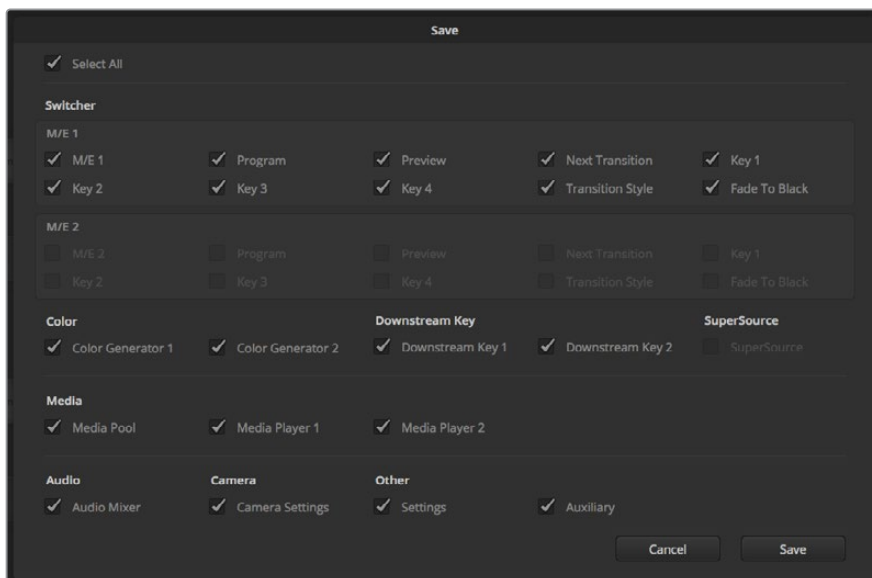 Save
Select All
Switcher
M/E 1
M/E 1 Program Preview Next Transition Key 1
Key 2 Key 3 Key 4 Transition Style Fade To Black
M/E 2
M/E 2 Program Preview Next Transition Key 1
Key 2 Key 3 Key 4 Transition Style Fade To Black
Color Downstream Key SuperSource
Color Generator 1 Color Generator 2 Downstream Key 1 Downstream Key 2 SuperSource
Media
Media Pool Media Player 1 Media Player 2
Audio Camera Other
Audio Mixer Camera Settings Settings Auxiliary
Cancel Save